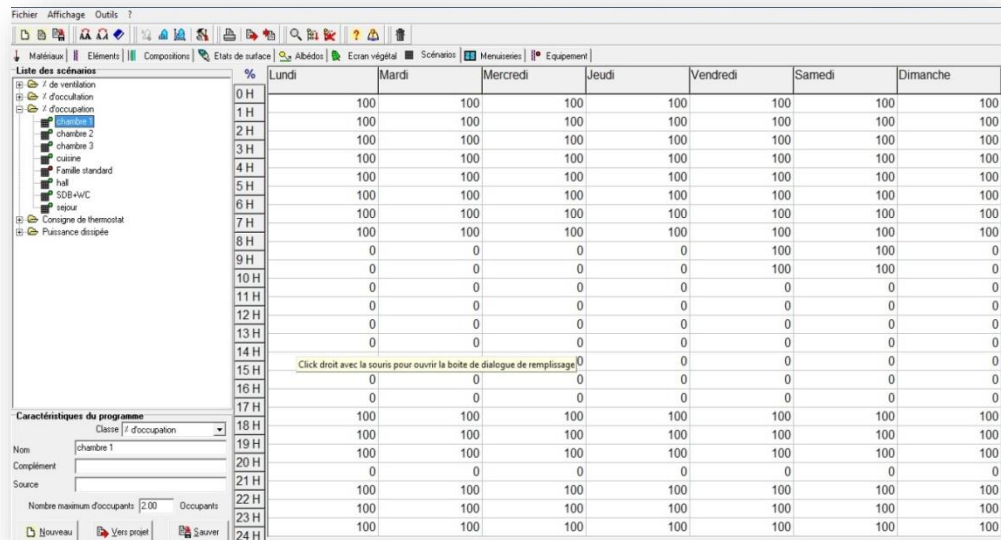 Fichier Affichage Outils ?
Matériaux Eléments Compositions Etats de surface Albédos Ecran végétal Scénarios Menuiseries Equipement
Liste des scénarios
% de ventilation
% d'occultation
% d'occupation
chambre 1
chambre 2
chambre 3
cuisine
Famille standard
hall
SDB+WC
sejour
Consigne de thermostat
Puissance dissipée
Caractéristiques du programme
Classe % d'occupation
Nom chambre 1
Complément
Source
Nombre maximum d'occupants 2.00 Occupants
Nouveau Vers projet Sauver
% Lundi Mardi Mercredi Jeudi Vendredi Samedi Dimanche
0 H
100 100 100 100 100 100 100
1 H
100 100 100 100 100 100 100
2 H
100 100 100 100 100 100 100
3 H
100 100 100 100 100 100 100
4 H
100 100 100 100 100 100 100
5 H
100 100 100 100 100 100 100
6 H
100 100 100 100 100 100 100
7 H
100 100 100 100 100 100 100
8 H
0 0 0 0 100 100 0
9 H
0 0 0 0 100 100 0
10 H
0 0 0 0 0 0 0
11 H
0 0 0 0 0 0 0
12 H
0 0 0 0 0 0 0
13 H
0 0 0 0 0 0 0
14 H
Click droit avec la souris pour ouvrir la boite de dialogue de remplissage 0 0 0 0
15 H
0 0 0 0 0 0 0
16 H
0 0 0 0 0 0 0
17 H
100 100 100 100 100 100 100
18 H
100 100 100 100 100 100 100
19 H
100 100 100 100 100 100 100
20 H
0 0 0 0 0 0 0
21 H
100 100 100 100 100 100 100
22 H
100 100 100 100 100 100 100
23 H
100 100 100 100 100 100 100
24 H